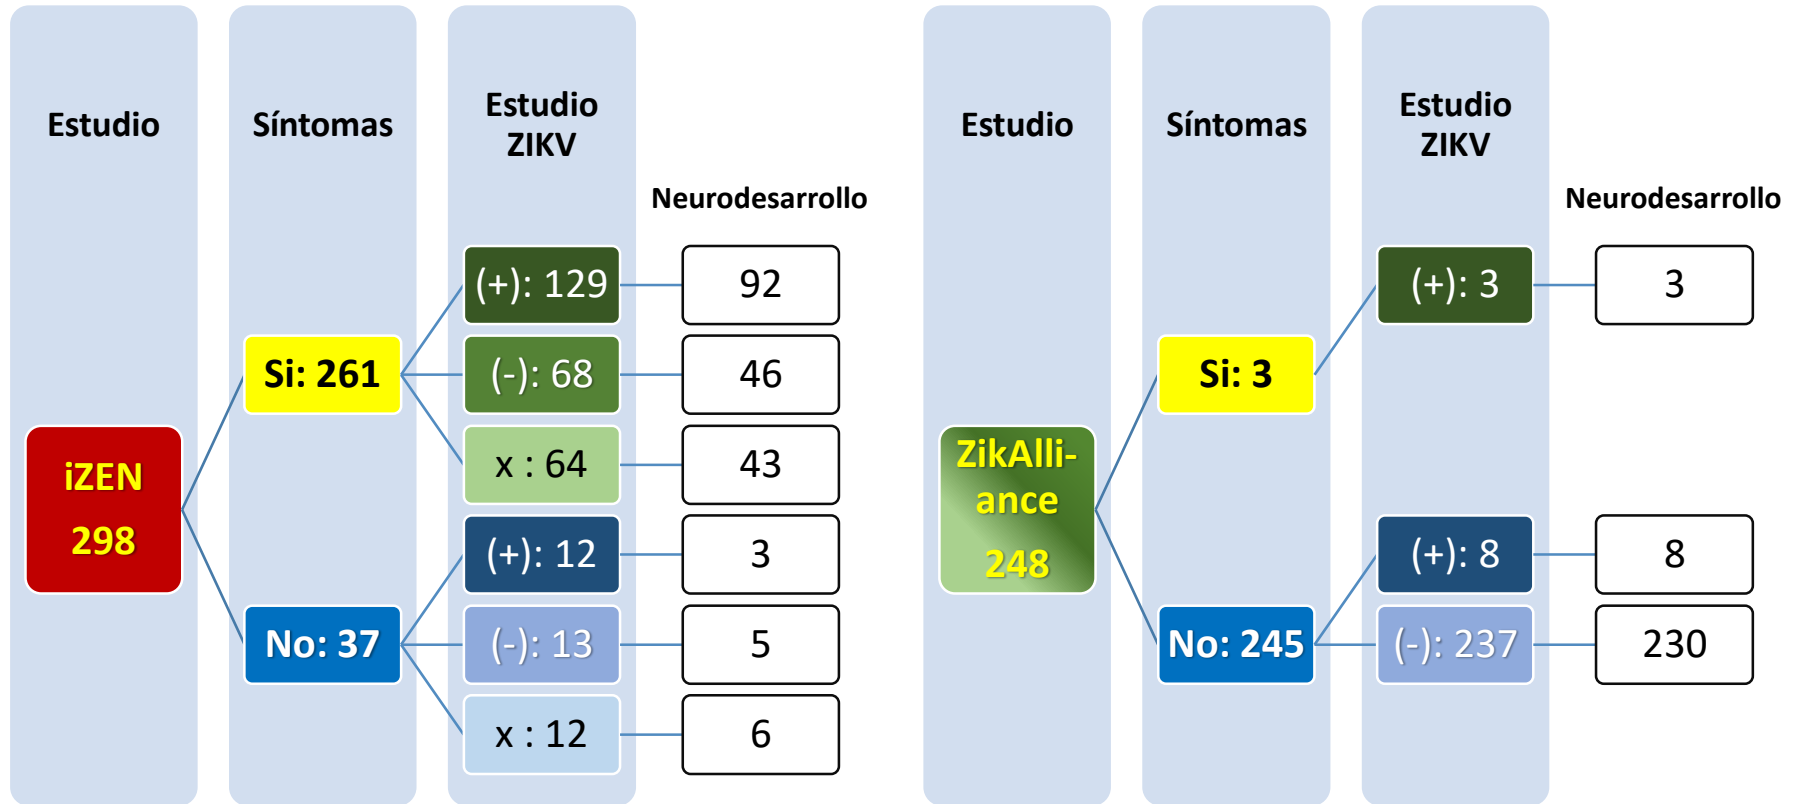 Estudio
Síntomas
Estudio
ZIKV
Neurodesarrollo
iZEN
298
Si: 261
(+): 129
92
(-): 68
46
x : 64
43
No: 37
(+): 12
3
(-): 13
5
x : 12
6
Estudio
Síntomas
Estudio
ZIKV
Neurodesarrollo
ZikAlli-
ance
248
Si: 3
(+): 3
3
No: 245
(+): 8
8
(-): 237
230